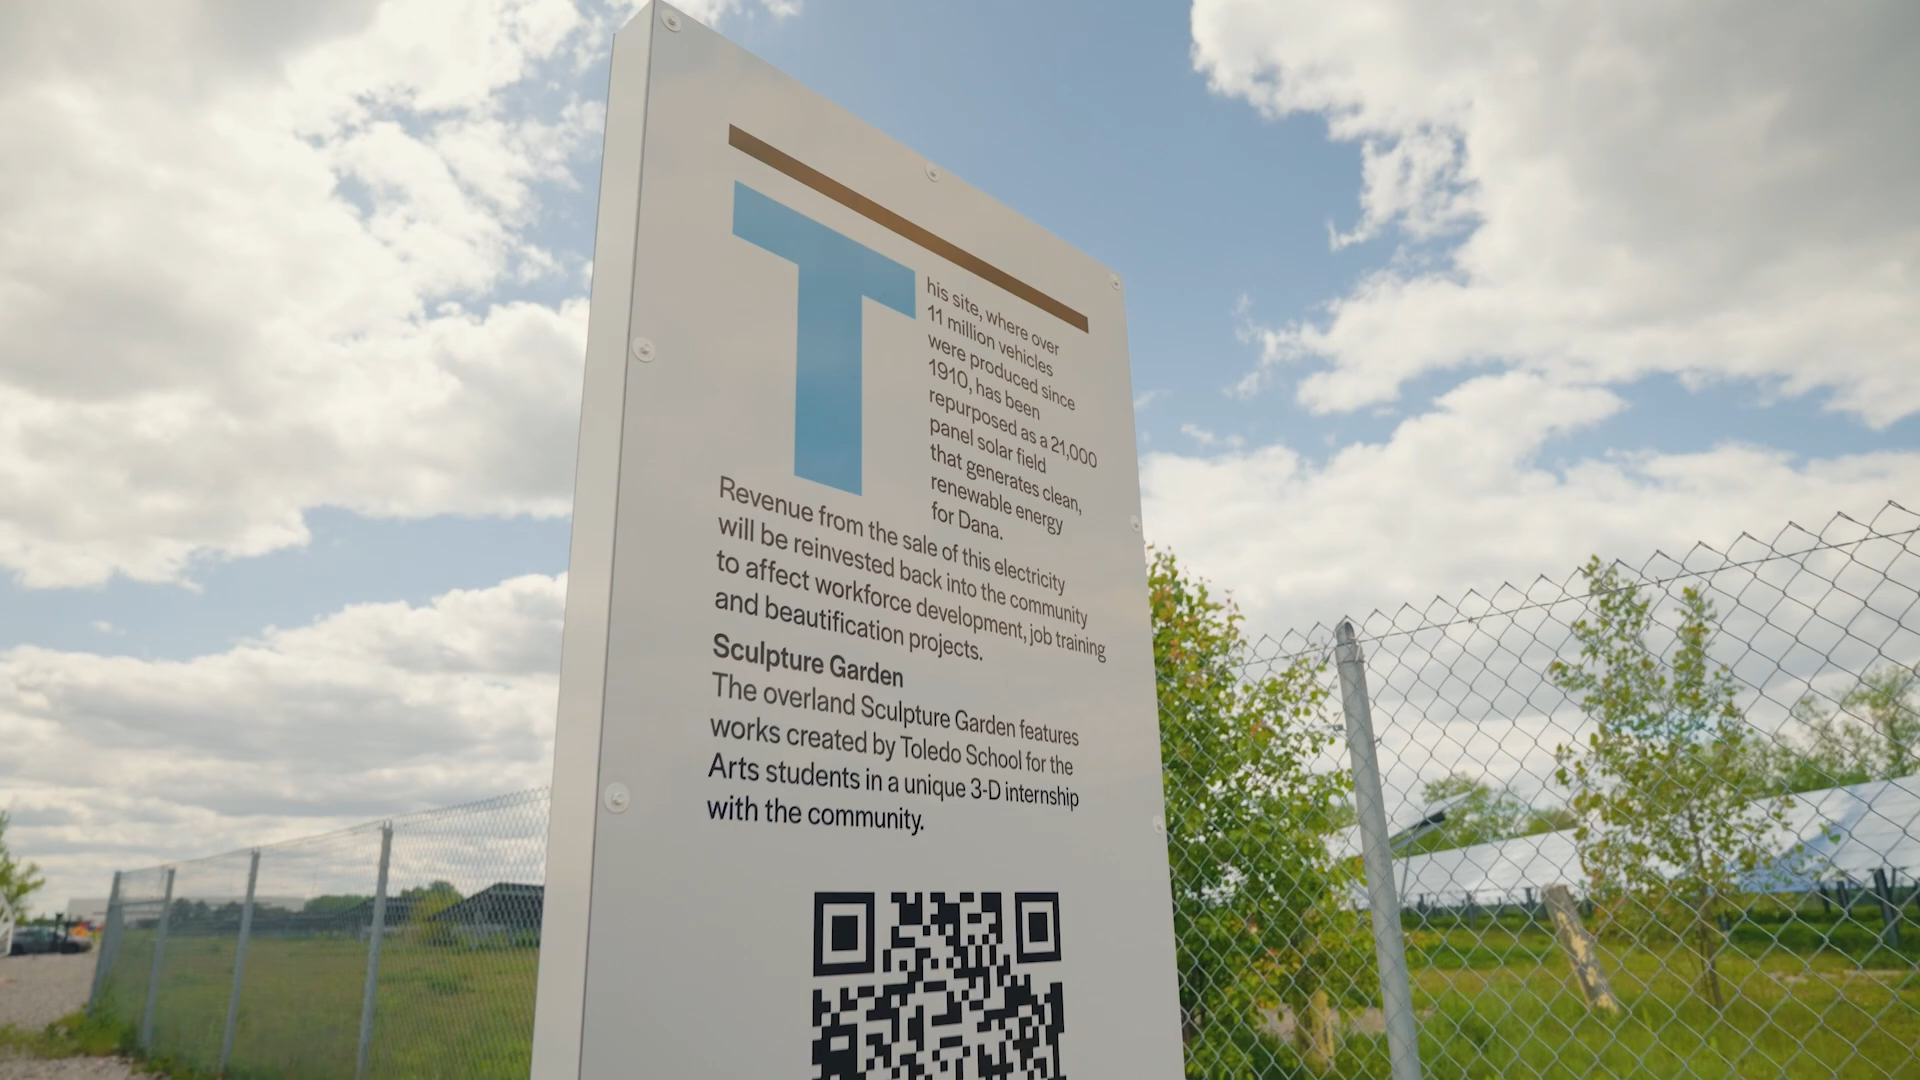 This site, where over
11 million vehicles
were produced since
1910, has been
repurposed as a 21,000
panel solar field
that generates clean,
renewable energy
for Dana.
Revenue from the sale of this electricity
will be reinvested back into the community
to affect workforce development, job training
and beautification projects.
Sculpture Garden
The overland Sculpture Garden features
works created by Toledo School for the
Arts students in a unique 3-D internship
with the community.